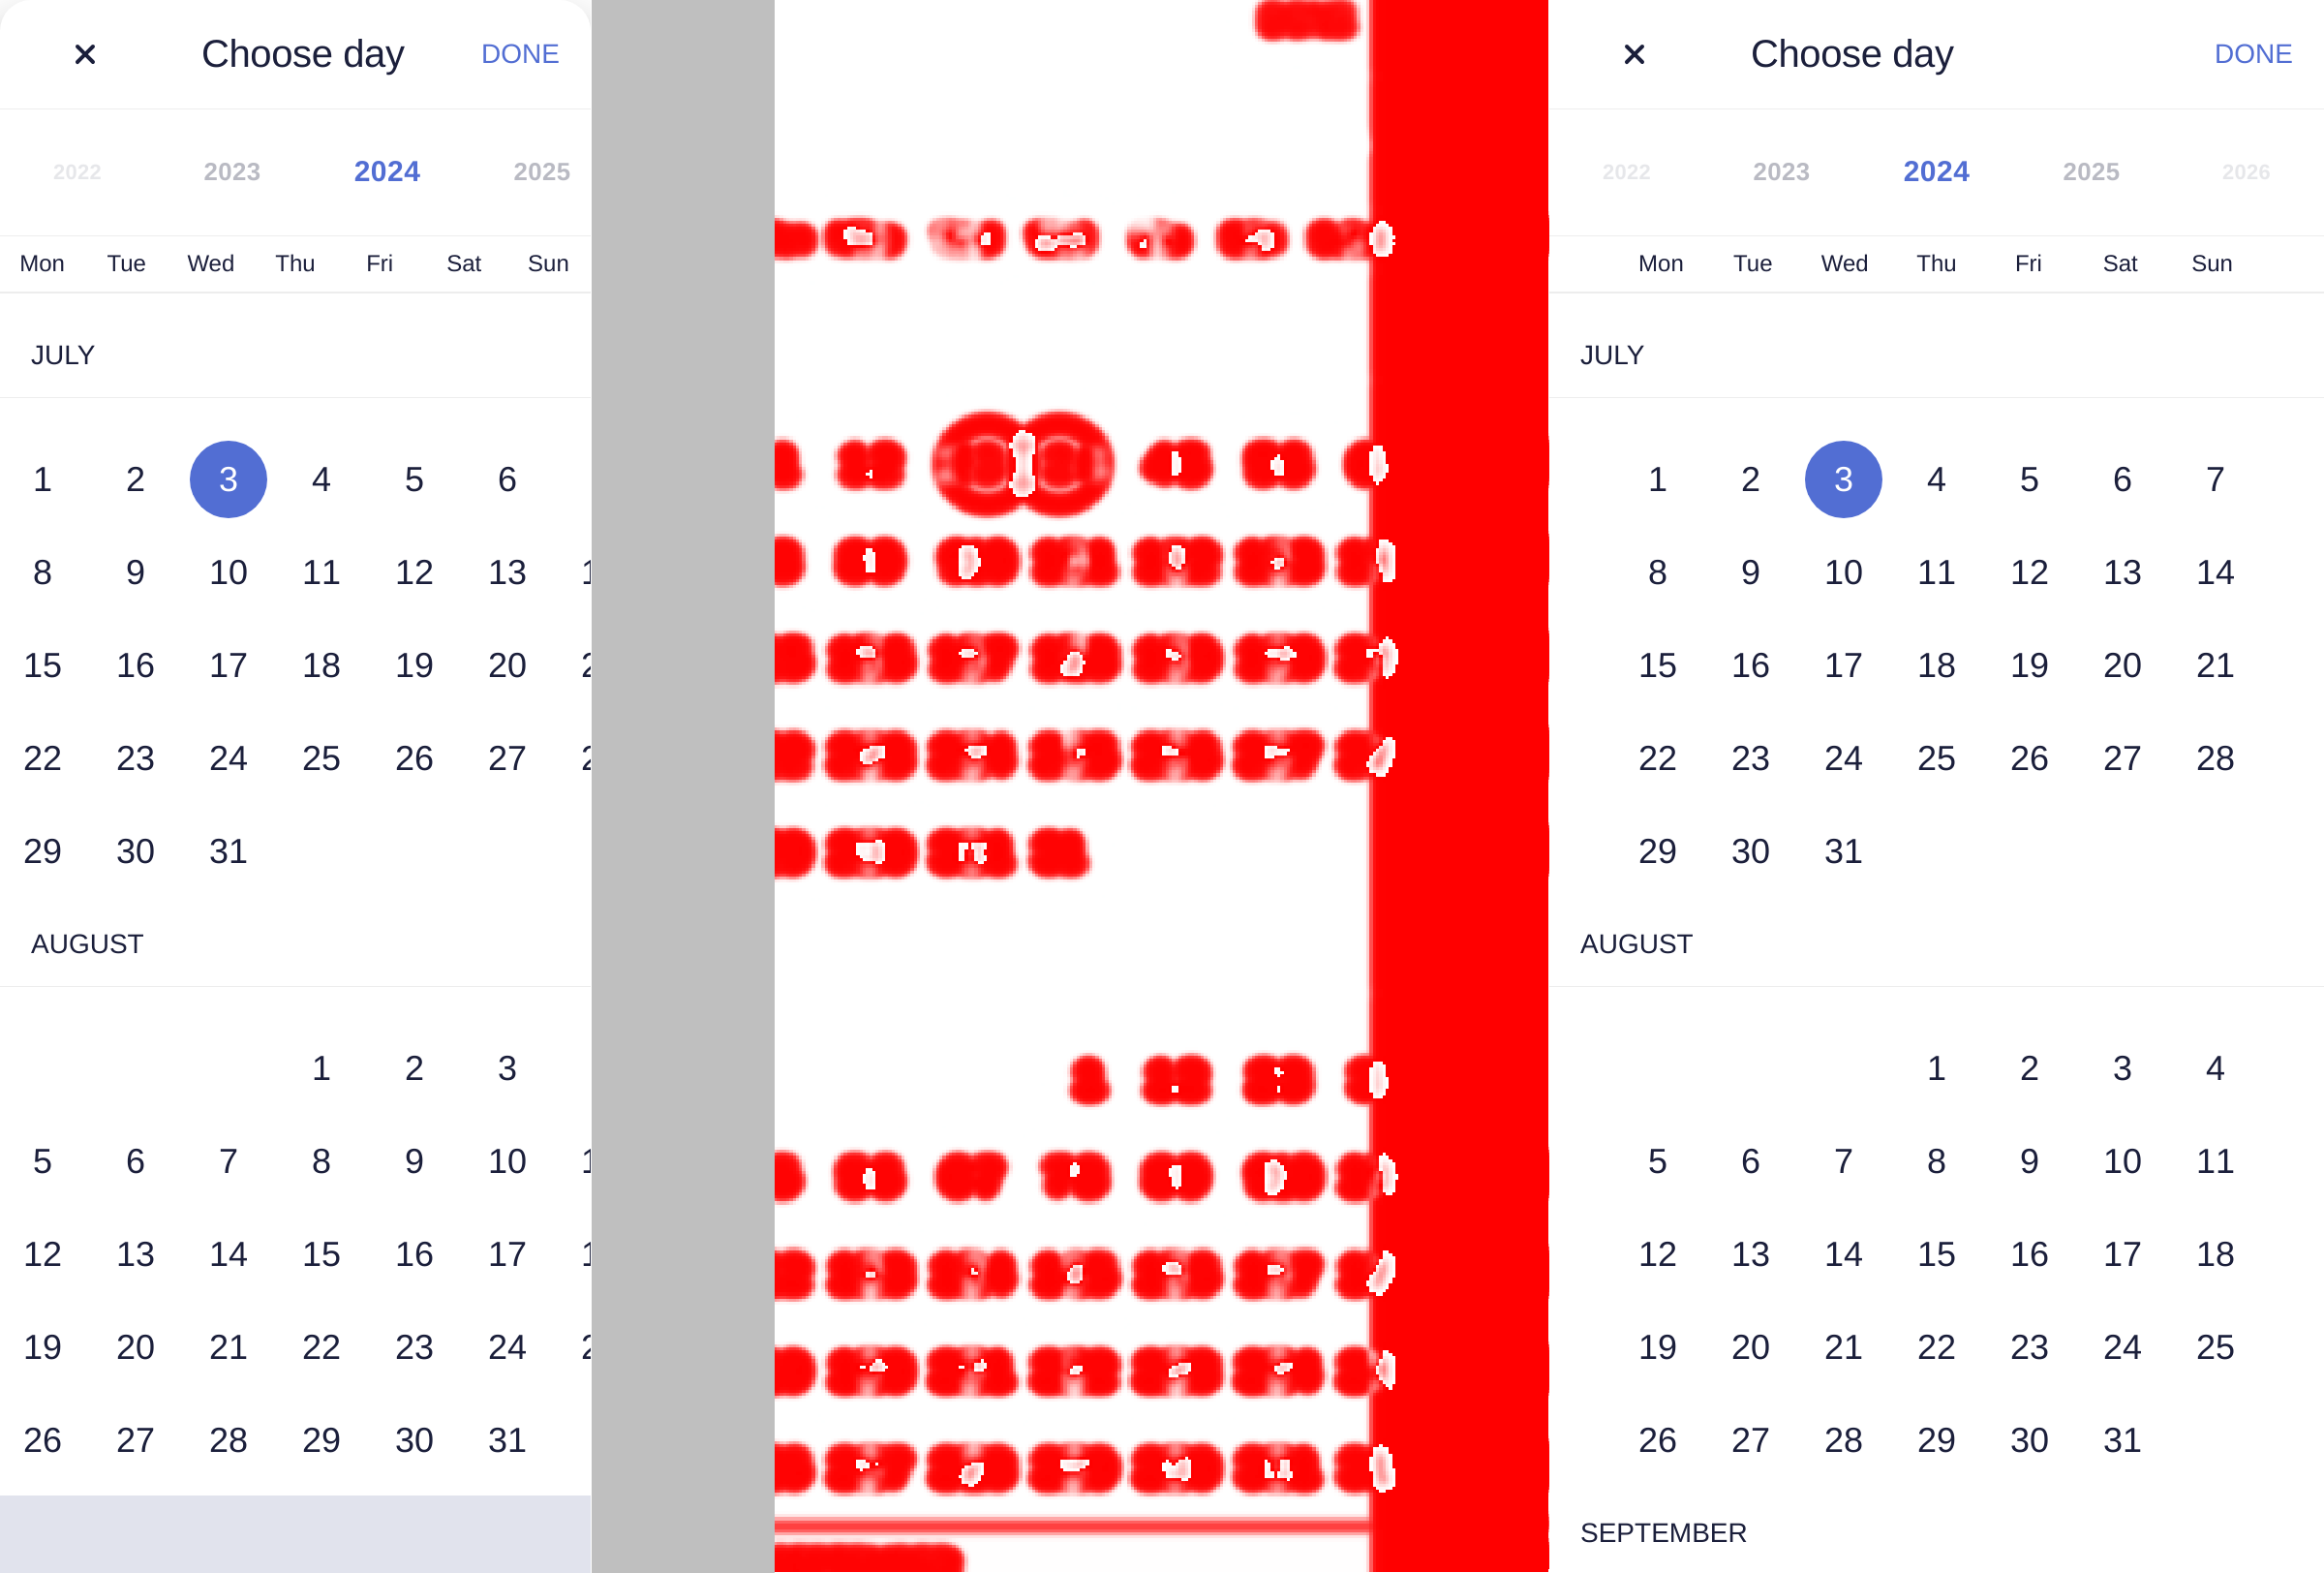 Choose day DONE
2022 2023 2024 2025
Mon Tue Wed Thu Fri Sat Sun
JULY
1 2 3 4 5 6
8 9 10 11 12 13
15 16 17 18 19 20
22 23 24 25 26 27
29 30 31
AUGUST
1 2 3
5 6 7 8 9 10
12 13 14 15 16 17
19 20 21 22 23 24
26 27 28 29 30 31
Choose day DONE
2022 2023 2024 2025 2026
Mon Tue Wed Thu Fri Sat Sun
JULY
1 2 3 4 5 6 7
8 9 10 11 12 13 14
15 16 17 18 19 20 21
22 23 24 25 26 27 28
29 30 31
AUGUST
1 2 3 4
5 6 7 8 9 10 11
12 13 14 15 16 17 18
19 20 21 22 23 24 25
26 27 28 29 30 31
SEPTEMBER